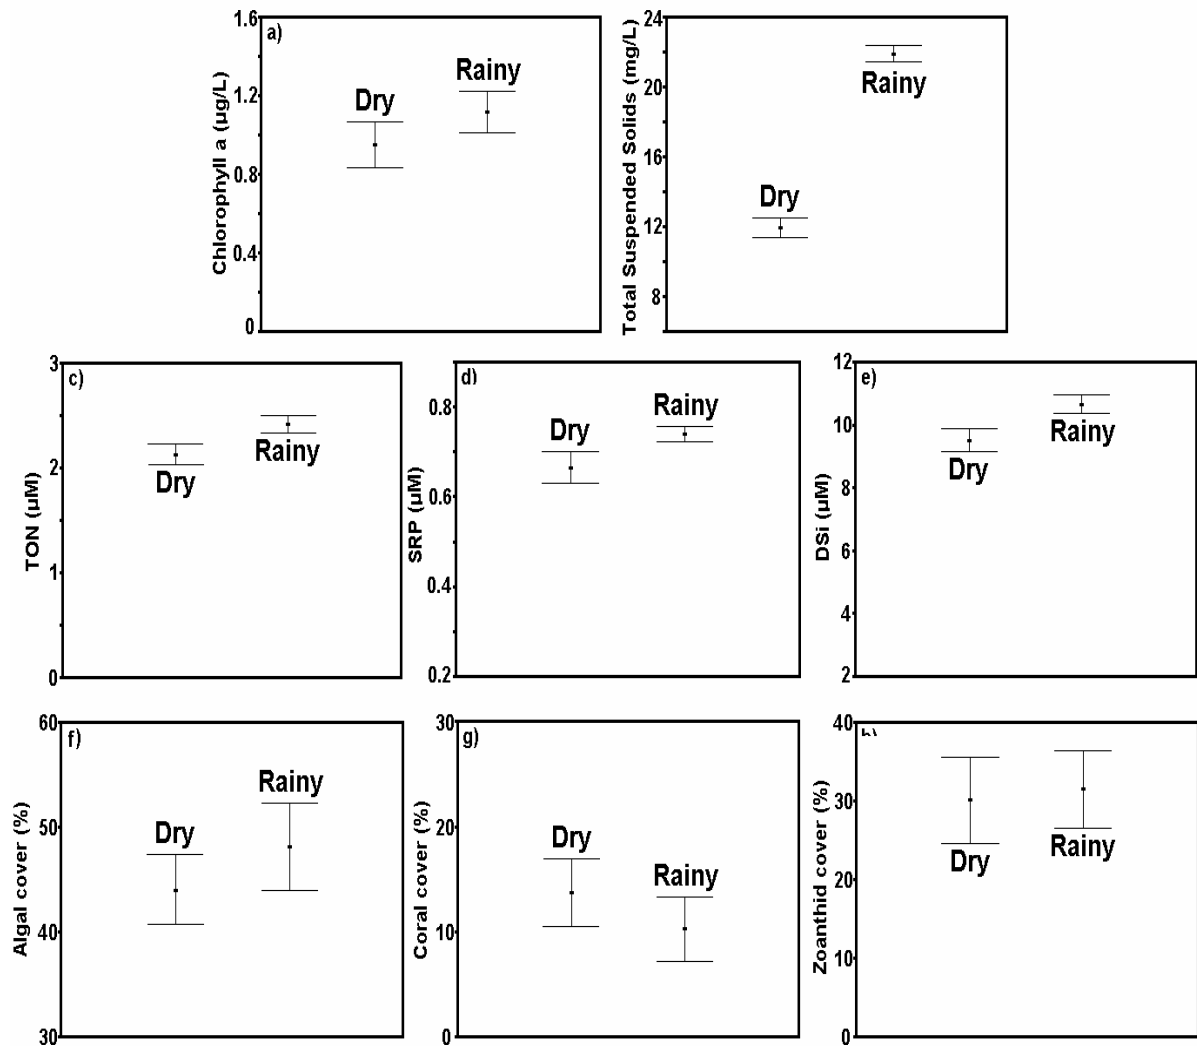 a)
Chlorophyll a (µg/L)
1.6
1.2
0.8
0.4
0
Dry
Rainy
Total Suspended Solids (mg/L)
24
22
16
12
8
Dry
Rainy
c)
TON (µM)
3
2
1
0
Dry
Rainy
d)
SRP (µM)
0.8
0.6
0.4
0.2
Dry
Rainy
e)
DSi (µM)
12
10
8
6
4
2
Dry
Rainy
f)
Algal cover (%)
60
50
40
30
Dry
Rainy
g)
Coral cover (%)
30
20
10
0
Dry
Rainy
Zoanthid cover (%)
40
30
20
10
0
Dry
Rainy